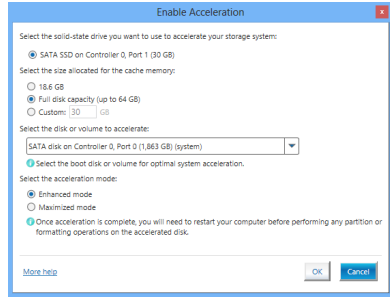 Enable Acceleration
x
Select the solid-state drive you want to use to accelerate your storage system:
SATA SSD on Controller 0, Port 1 (30 GB)
Select the size allocated for the cache memory:
18.6 GB
Full disk capacity (up to 64 GB)
Custom: 30 GB
Select the disk or volume to accelerate:
SATA disk on Controller 0, Port 0 (1,863 GB) (system)
Select the boot disk or volume for optimal system acceleration.
Select the acceleration mode:
Enhanced mode
Maximized mode
Once acceleration is complete, you will need to restart your computer before performing any partition or
formatting operations on the accelerated disk.
More help
OK
Cancel